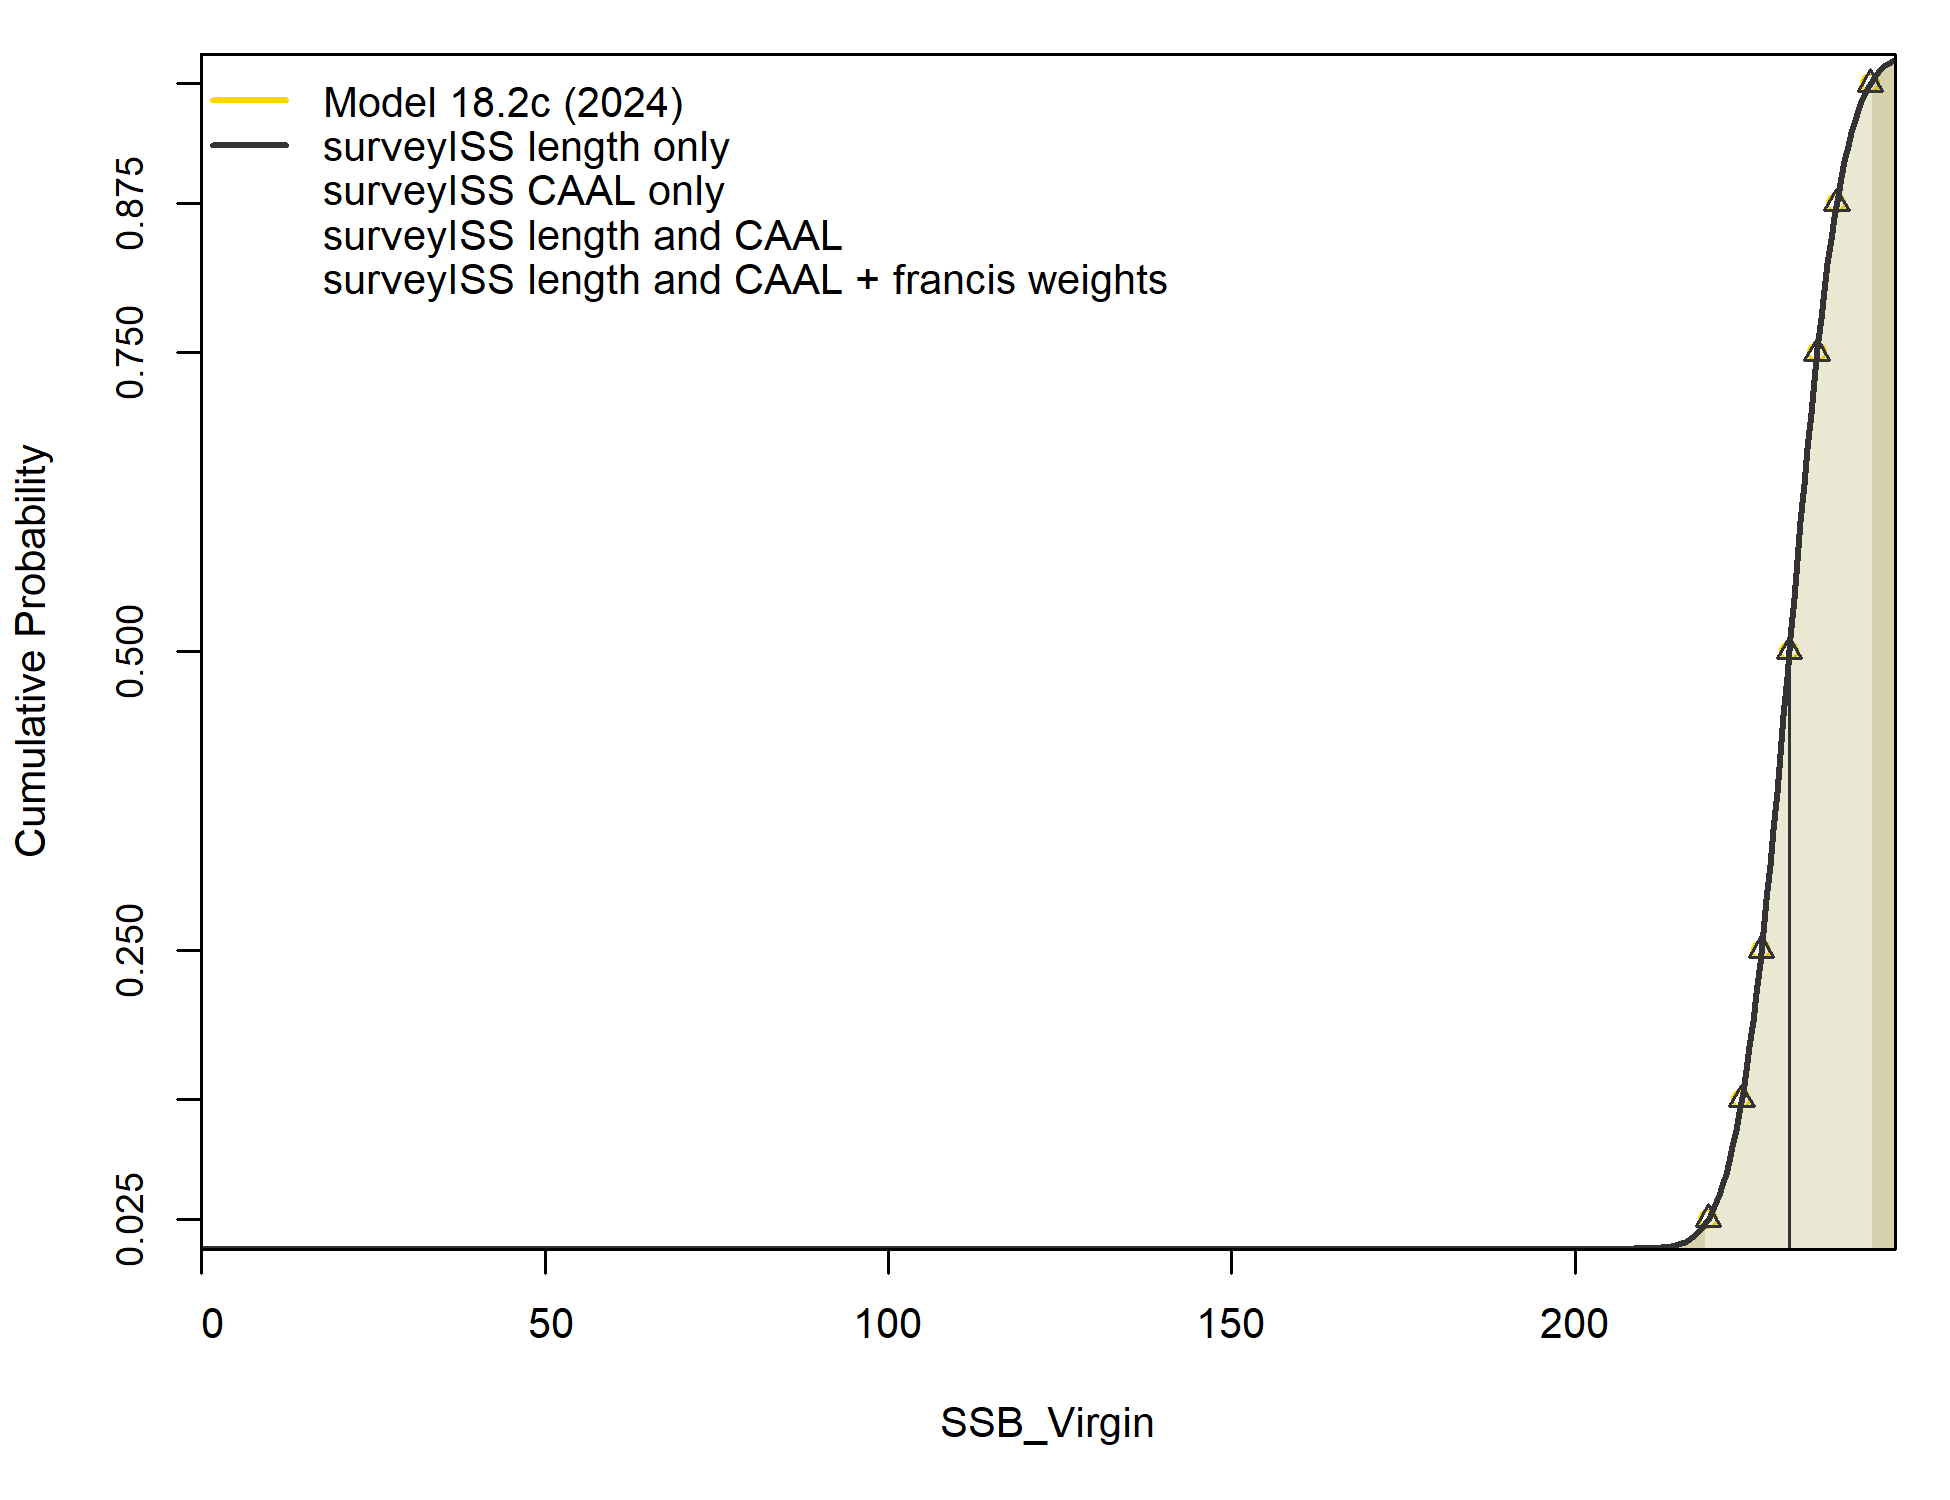 Model 18.2c (2024)
surveyISS length only
surveyISS CAAL only
surveyISS length and CAAL
surveyISS length and CAAL + francis weights
Cumulative Probability
0.875
0.750
0.500
0.250
0.025
0 50 100 150 200
SSB_Virgin